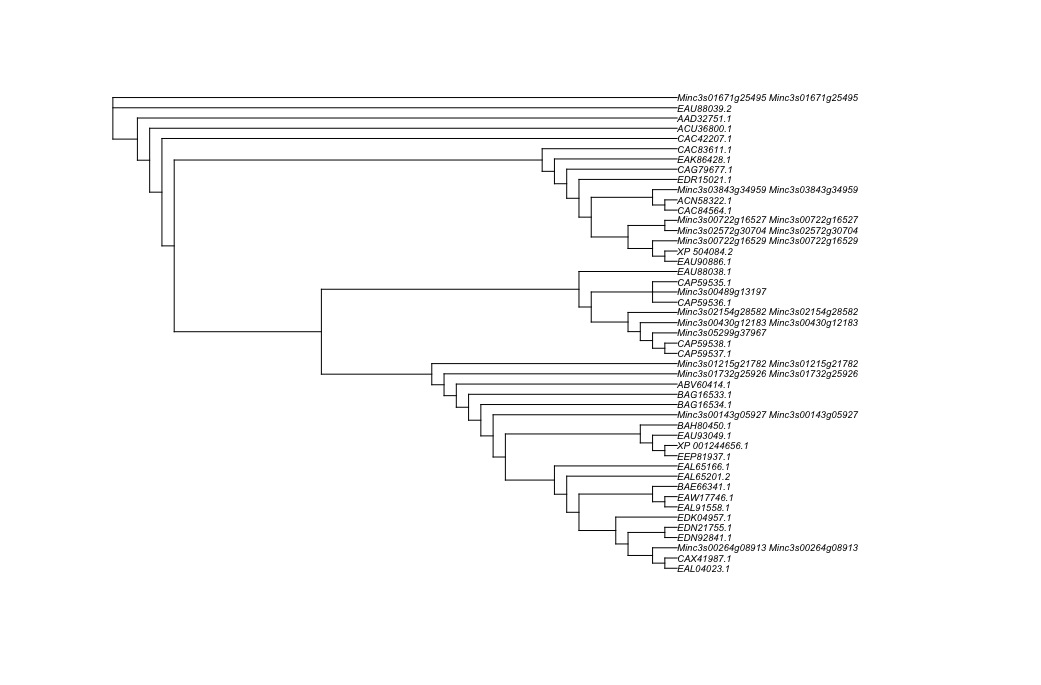 Minc3s01671g25495 Minc3s01671g25495
EAU88039.2
AAD32751.1
ACU36800.1
CAC42207.1
CAC83611.1
EAK86428.1
CAG79677.1
EDR15021.1
Minc3s03843g34959 Minc3s03843g34959
ACN58322.1
CAC84564.1
Minc3s00722g16527 Minc3s00722g16527
Minc3s02572g30704 Minc3s02572g30704
Minc3s00722g16529 Minc3s00722g16529
XP 504084.2
EAU90886.1
EAU88038.1
CAP59535.1
Minc3s00489g13197
CAP59536.1
Minc3s02154g28582 Minc3s02154g28582
Minc3s00430g12183 Minc3s00430g12183
Minc3s05299g37967
CAP59538.1
CAP59537.1
Minc3s01215g21782 Minc3s01215g21782
Minc3s01732g25926 Minc3s01732g25926
ABV60414.1
BAG16533.1
BAG16534.1
Minc3s00143g05927 Minc3s00143g05927
BAH80450.1
EAU93049.1
XP 001244656.1
EEP81937.1
EAL65166.1
EAL65201.2
BAE66341.1
EAW17746.1
EAL91558.1
EDK04957.1
EDN21755.1
EDN92841.1
Minc3s00264g08913 Minc3s00264g08913
CAX41987.1
EAL04023.1